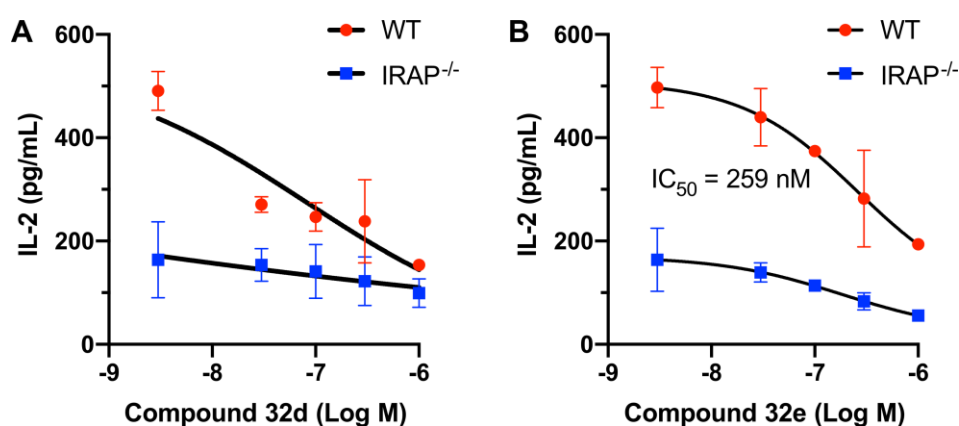 A
WT
IRAP-/-
IL-2 (pg/mL)
600
400
200
0
-9
-8
-7
-6
Compound 32d (Log M)
B
WT
IRAP-/-
IC50 = 259 nM
IL-2 (pg/mL)
600
400
200
0
-9
-8
-7
-6
Compound 32e (Log M)